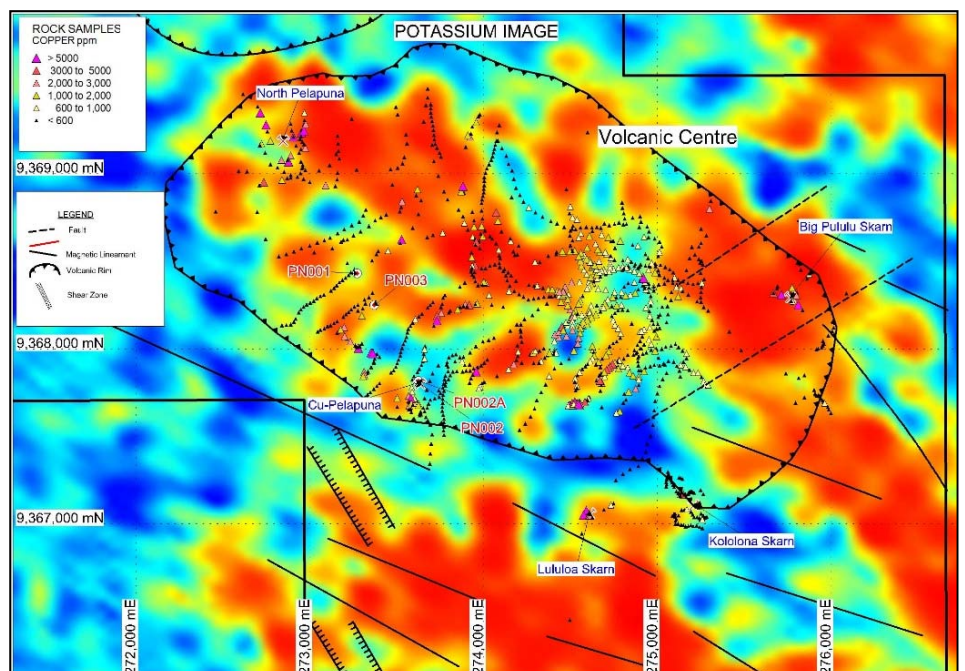 POTASSIUM IMAGE
ROCK SAMPLES
COPPER ppm
> 5000
3000 to 5000
2,000 to 3,000
1,000 to 2,000
600 to 1,000
< 600
North Pelapuna
Volcanic Centre
9,369,000 mN
LEGEND
Fault
Magnetic Lineament
Volcanic Rim
Shear Zone
Big Pululu Skarn
PN001
PN003
9,368,000 mN
Cu-Pelapuna
PN002A
PN002
9,367,000 mN
Kololona Skarn
Lululoa Skarn
272,000 mE
273,000 mE
274,000 mE
275,000 mE
276,000 mE